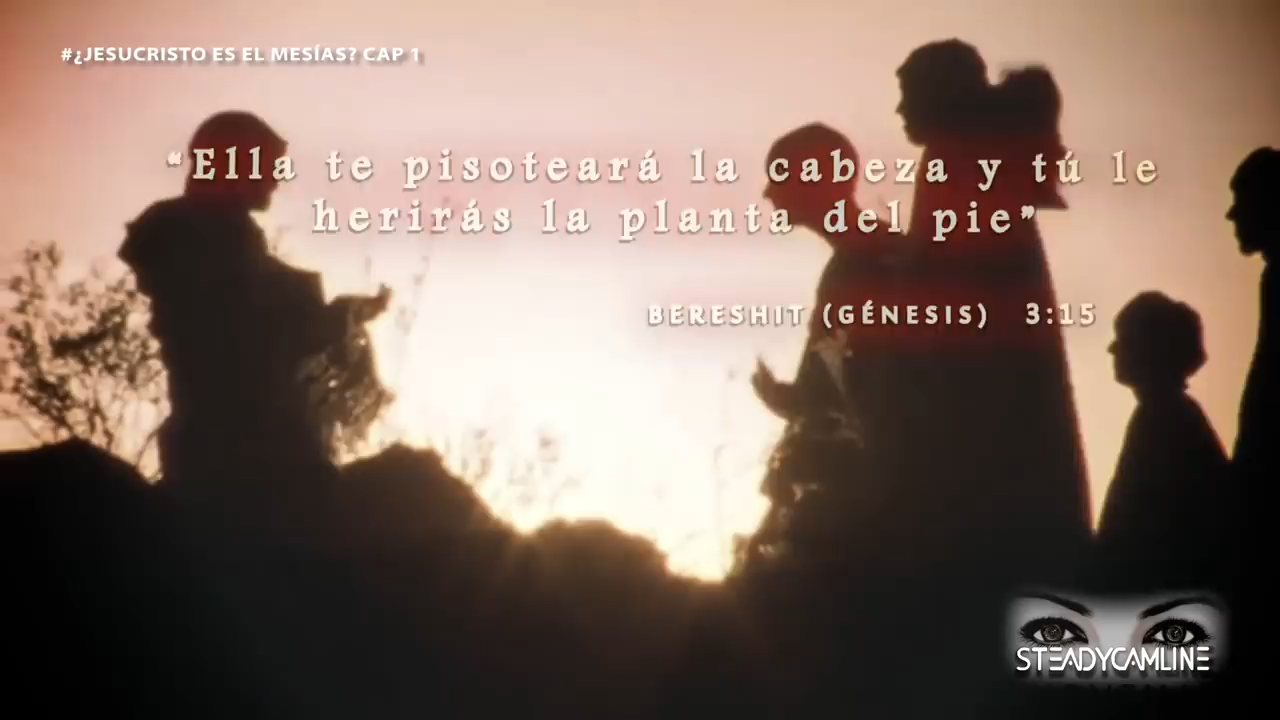 #¿JESUCRISTO ES EL MESÍAS? CAP 1
“Ella te pisoteará la cabeza y tú le
herirás la planta del pie”
BERESHIT (GÉNESIS) 3:15
STEADYCAMLINE